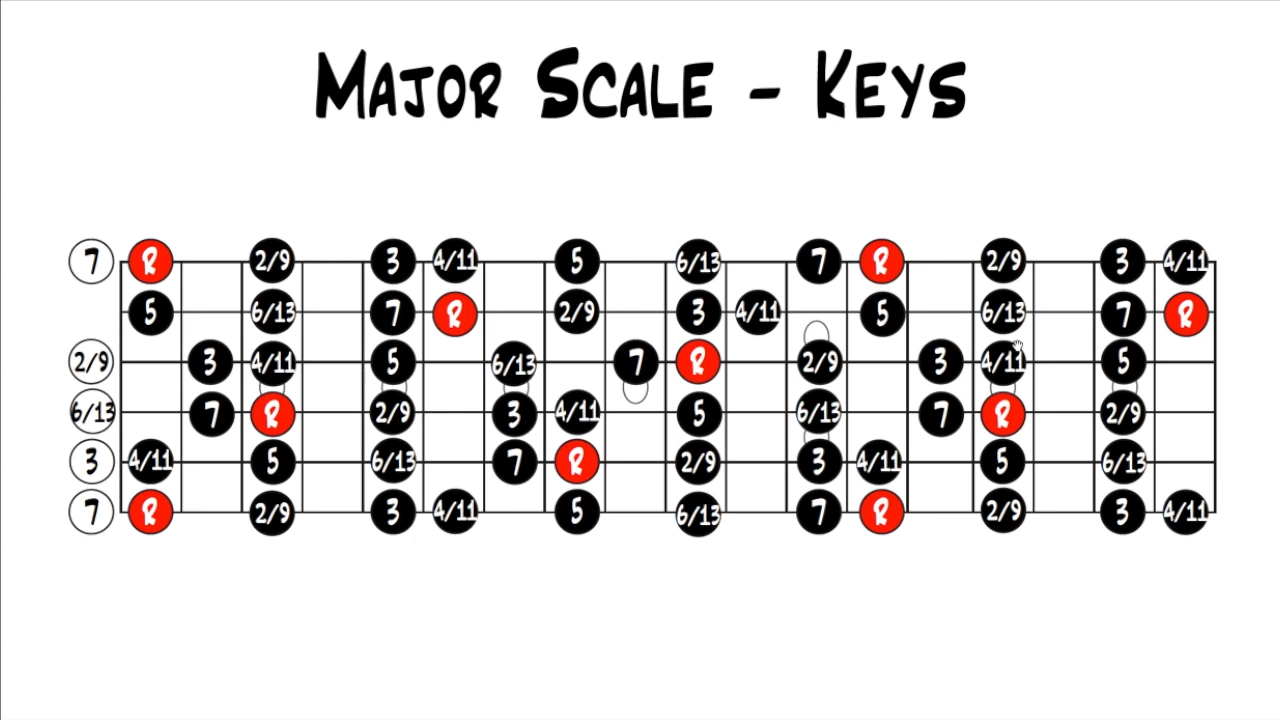 MAJOR SCALE - KEYS
7 R 2/9 3 4/11 5 6/13 7 R 2/9 3 4/11
5 6/13 7 R 2/9 3 4/11 5 6/13 7 R
2/9 3 4/11 5 6/13 7 R 2/9 3 4/11 5
6/13 7 R 2/9 3 4/11 5 6/13 7 R 2/9
3 4/11 5 6/13 7 R 2/9 3 4/11 5 6/13
7 R 2/9 3 4/11 5 6/13 7 R 2/9 3 4/11